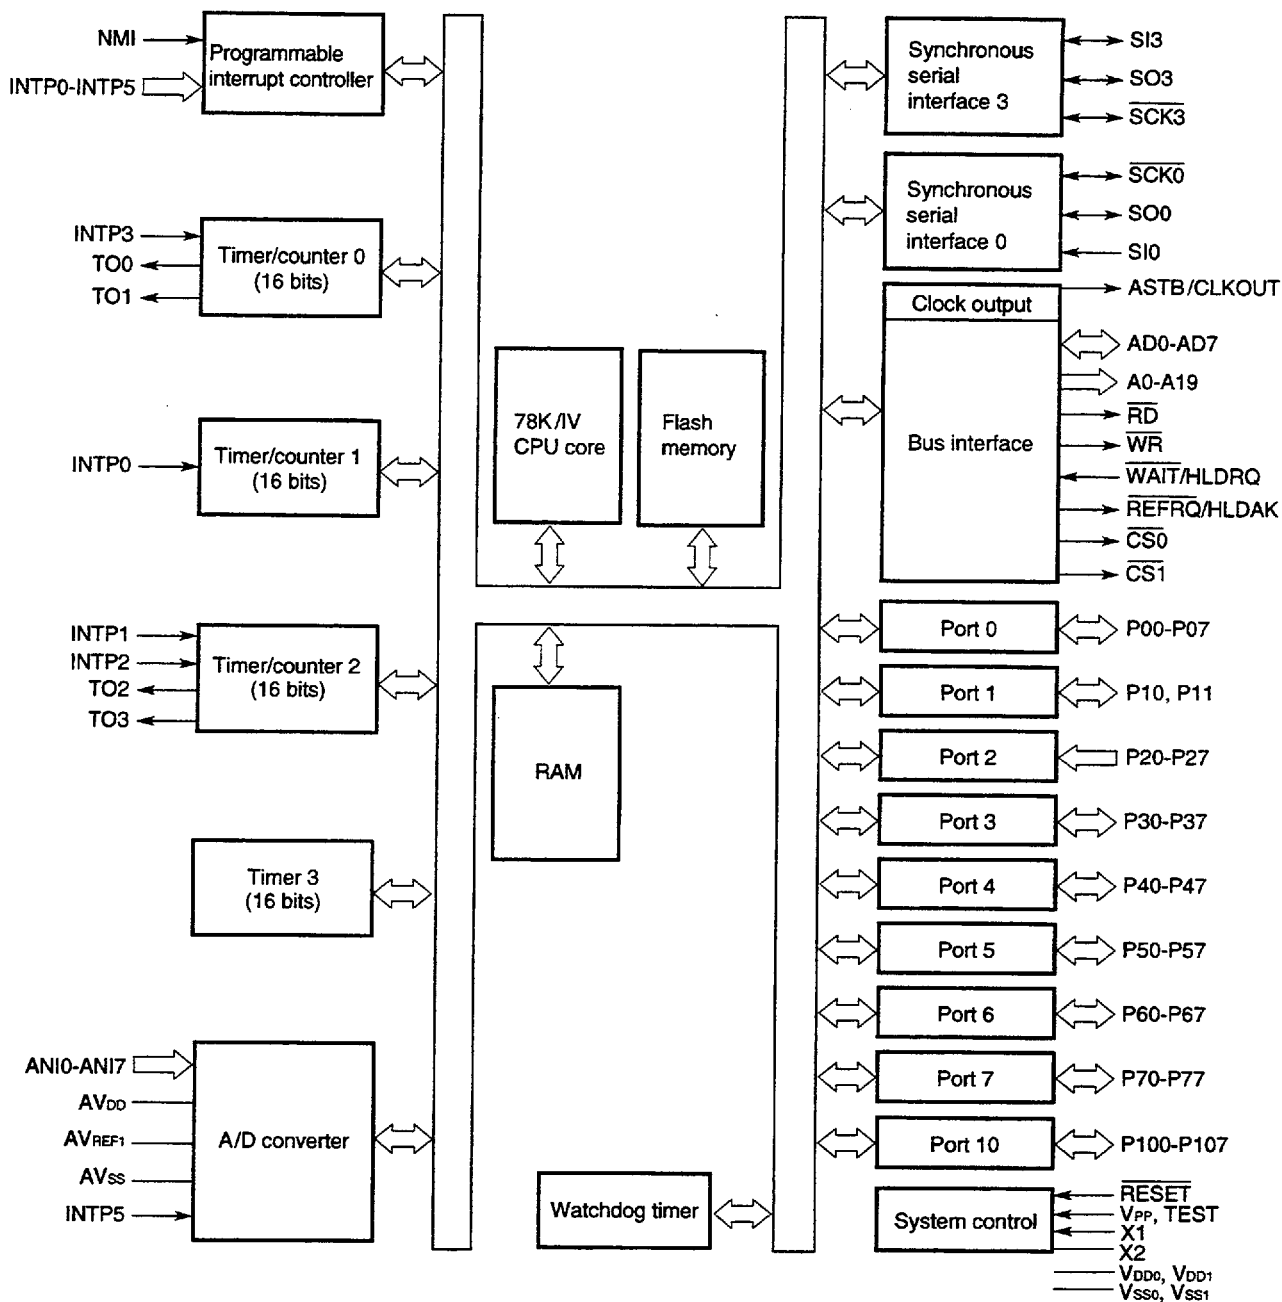 NMI
INTP0-INTP5
Programmable
interrupt controller
INTP3
TO0
TO1
Timer/counter 0
(16 bits)
INTP0
Timer/counter 1
(16 bits)
INTP1
INTP2
TO2
TO3
Timer/counter 2
(16 bits)
Timer 3
(16 bits)
ANI0-ANI7
AVDD
AVREF1
AVSS
INTP5
A/D converter
78K/IV
CPU core
Flash
memory
RAM
Watchdog timer
Synchronous
serial
interface 3
SI3
SO3
SCK3
Synchronous
serial
interface 0
SCK0
SO0
SI0
Clock output
ASTB/CLKOUT
Bus interface
AD0-AD7
A0-A19
RD
WR
WAIT/HLDRQ
REFRQ/HLDAK
CS0
CS1
Port 0
P00-P07
Port 1
P10, P11
Port 2
P20-P27
Port 3
P30-P37
Port 4
P40-P47
Port 5
P50-P57
Port 6
P60-P67
Port 7
P70-P77
Port 10
P100-P107
System control
RESET
VPP, TEST
X1
X2
VDD0, VDD1
VSS0, VSS1